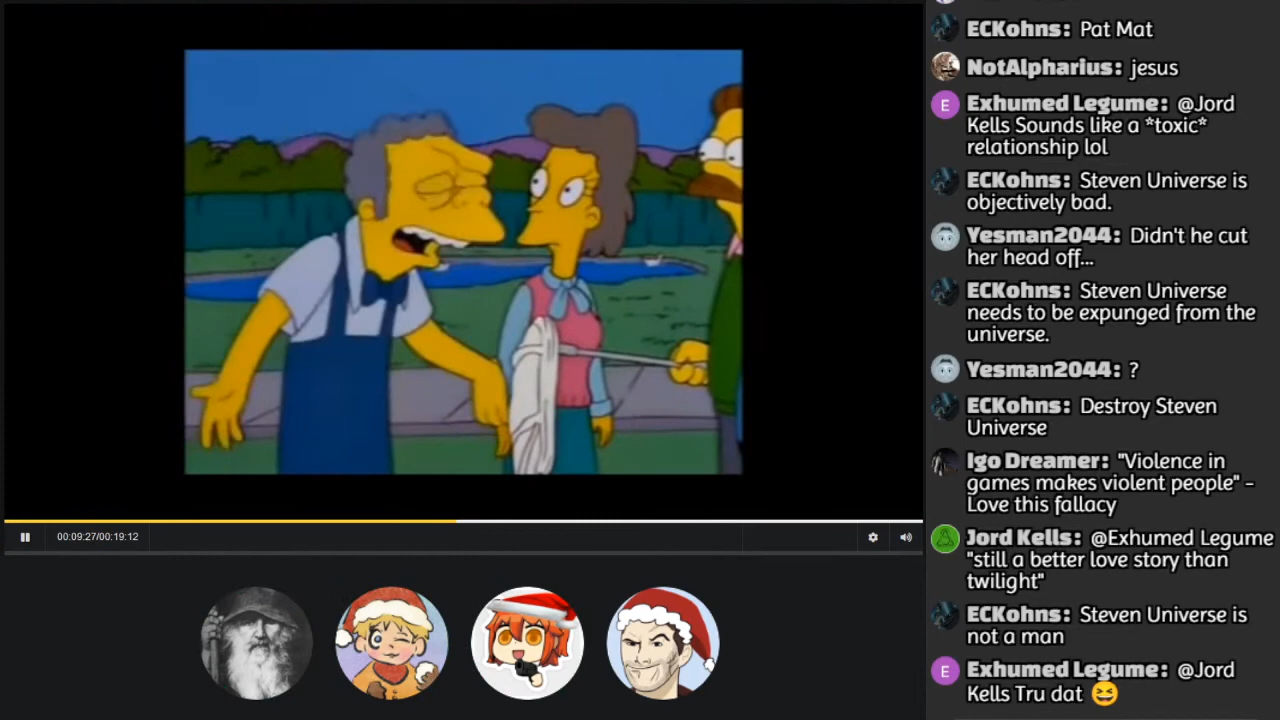 ECKohns: Pat Mat
NotAlpharius: jesus
Exhumed Legume: @Jord
Kells Sounds like a *toxic*
relationship lol
ECKohns: Steven Universe is
objectively bad.
Yesman2044: Didn't he cut
her head off...
ECKohns: Steven Universe
needs to be expunged from the
universe.
Yesman2044: ?
ECKohns: Destroy Steven
Universe
Igo Dreamer: "Violence in
games makes violent people" -
Love this fallacy
Jord Kells: @Exhumed Legume
"still a better love story than
twilight"
ECKohns: Steven Universe is
not a man
E Exhumed Legume: @Jord
Kells Tru dat 😆
00:09:27/00:19:12